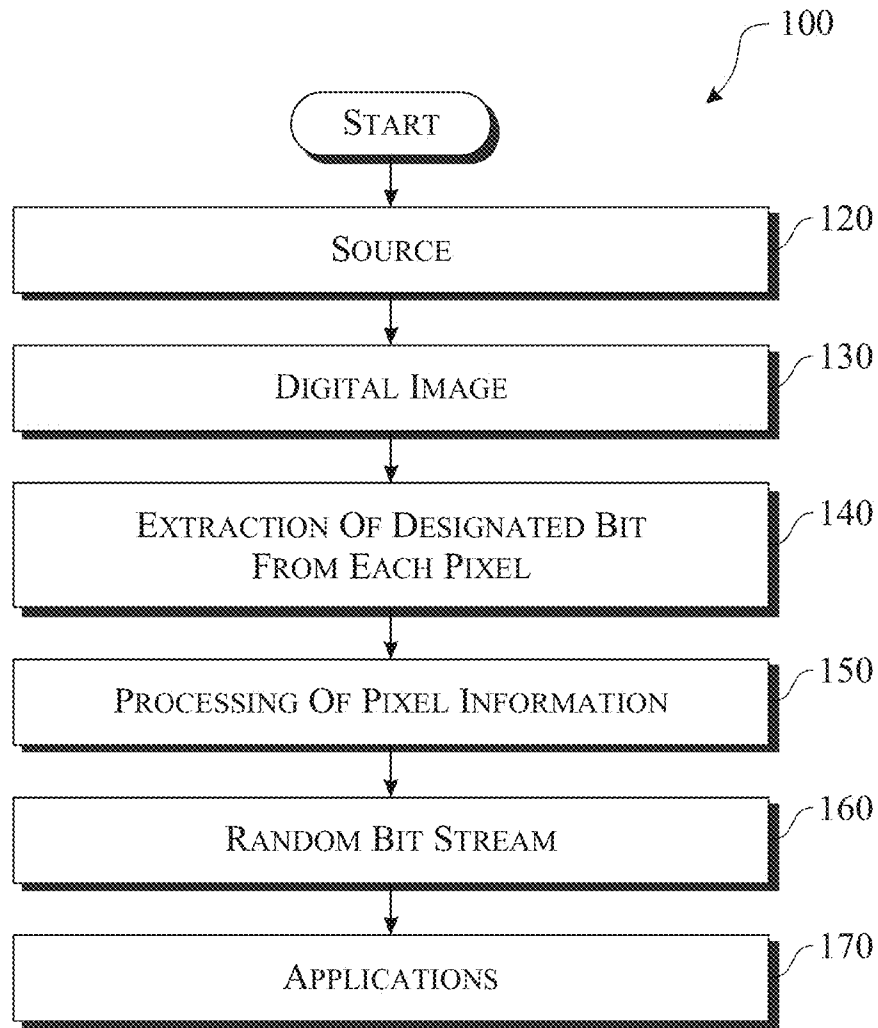 100
START
SOURCE
120
DIGITAL IMAGE
130
EXTRACTION OF DESIGNATED BIT
FROM EACH PIXEL
140
PROCESSING OF PIXEL INFORMATION
150
RANDOM BIT STREAM
160
APPLICATIONS
170